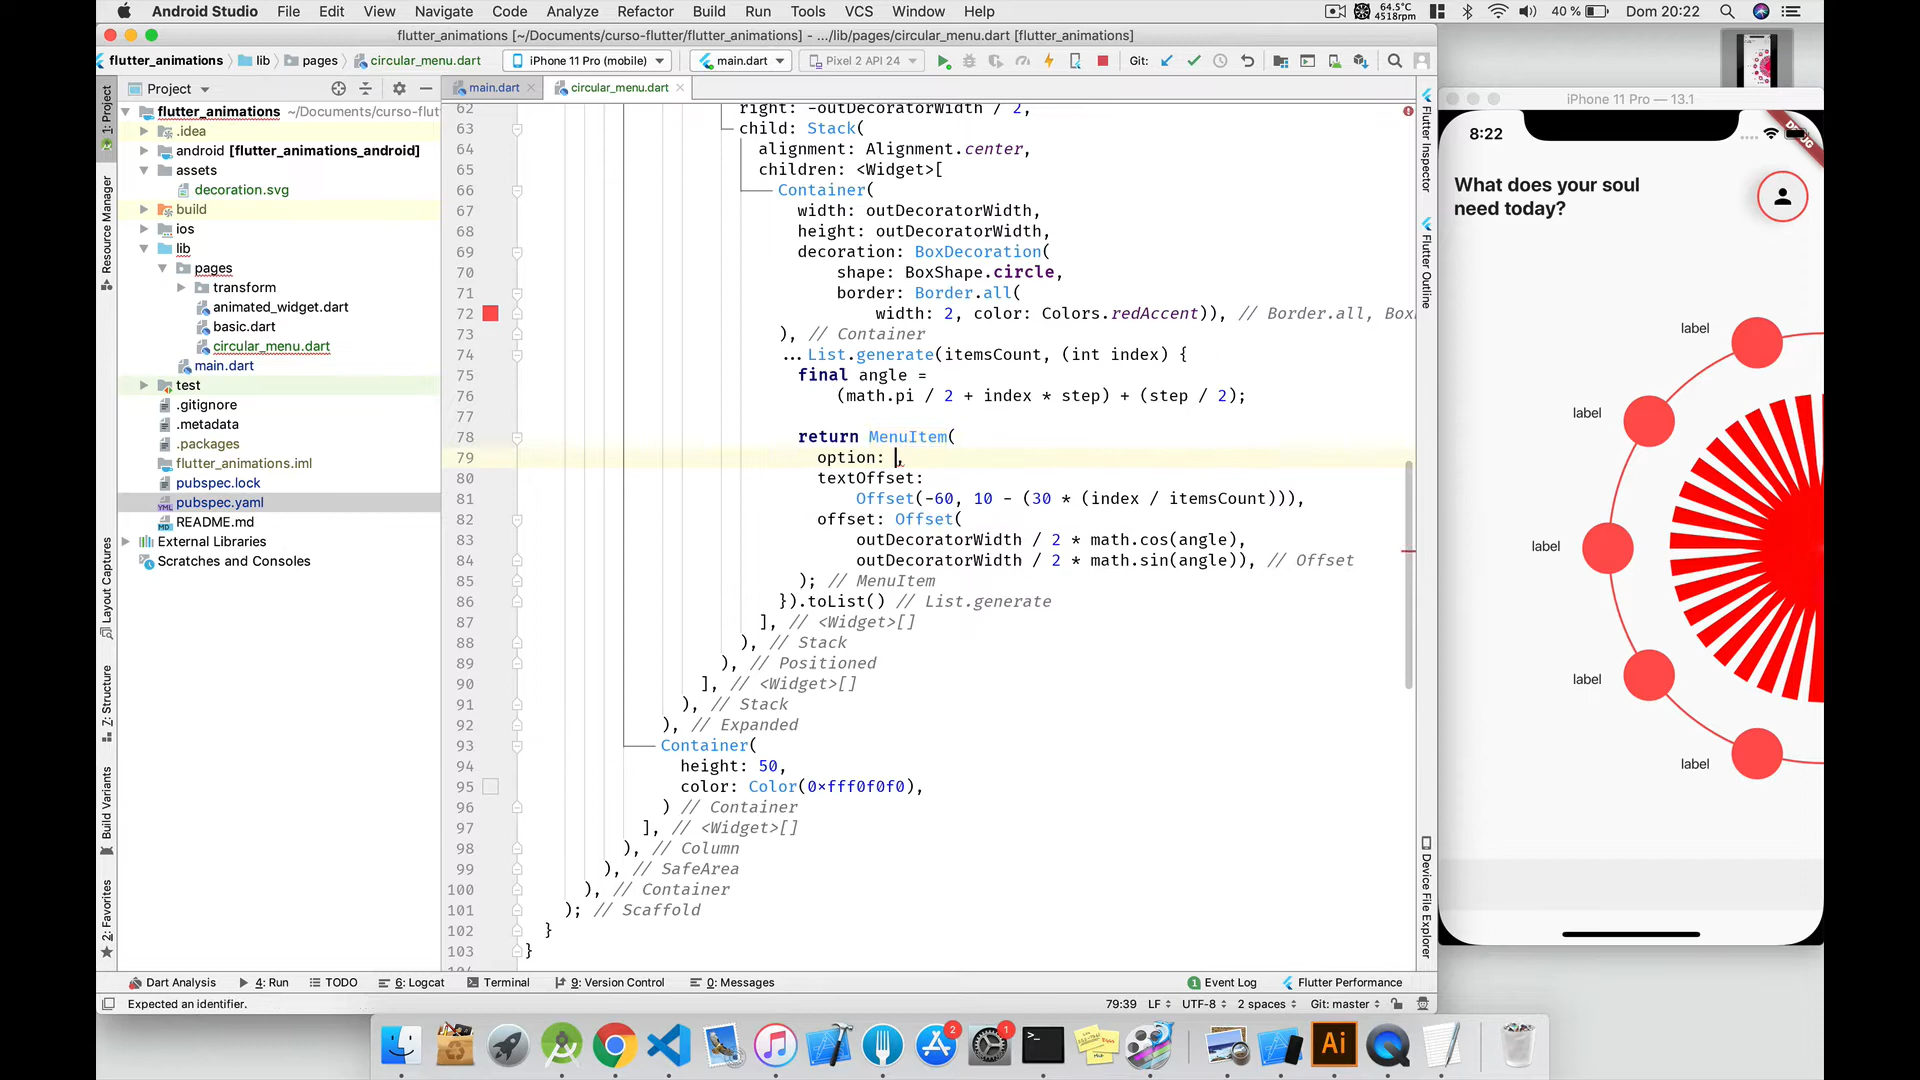 Android Studio File Edit View Navigate Code Analyze Refactor Build Run Tools VCS Window Help 64.5°C 4518rpm 40 % Dom 20:22
flutter_animations [~/Documents/curso-flutter/flutter_animations] - .../lib/pages/circular_menu.dart [flutter_animations]
flutter_animations lib pages circular_menu.dart iPhone 11 Pro (mobile) main.dart Pixel 2 API 24 Git:
Project main.dart circular_menu.dart
flutter_animations ~/Documents/curso-flut
.idea
android [flutter_animations_android]
assets
decoration.svg
build
ios
lib
pages
transform
animated_widget.dart
basic.dart
circular_menu.dart
main.dart
test
.gitignore
.metadata
.packages
flutter_animations.iml
pubspec.lock
pubspec.yaml
README.md
External Libraries
Scratches and Consoles
1: Project
Resource Manager
Layout Captures
Z: Structure
Build Variants
2: Favorites
62 right: -outDecoratorWidth / 2,
63 child: Stack(
64 alignment: Alignment.center,
65 children: <Widget>[
66 Container(
67 width: outDecoratorWidth,
68 height: outDecoratorWidth,
69 decoration: BoxDecoration(
70 shape: BoxShape.circle,
71 border: Border.all(
72 width: 2, color: Colors.redAccent)), // Border.all, Box
73 ), // Container
74 ...List.generate(itemsCount, (int index) {
75 final angle =
76 (math.pi / 2 + index * step) + (step / 2);
77
78 return MenuItem(
79 option: ,
80 textOffset:
81 Offset(-60, 10 - (30 * (index / itemsCount))),
82 offset: Offset(
83 outDecoratorWidth / 2 * math.cos(angle),
84 outDecoratorWidth / 2 * math.sin(angle)), // Offset
85 ); // MenuItem
86 }).toList() // List.generate
87 ], // <Widget>[]
88 ), // Stack
89 ), // Positioned
90 ], // <Widget>[]
91 ), // Stack
92 ), // Expanded
93 Container(
94 height: 50,
95 color: Color(0xfff0f0f0),
96 ) // Container
97 ], // <Widget>[]
98 ), // Column
99 ), // SafeArea
100 ), // Container
101 ); // Scaffold
102 }
103 }
Flutter Inspector
Flutter Outline
Device File Explorer
iPhone 11 Pro — 13.1
8:22
DEBUG
What does your soul
need today?
label
label
label
label
label
Dart Analysis 4: Run TODO 6: Logcat Terminal 9: Version Control 0: Messages 1 Event Log Flutter Performance
Expected an identifier. 79:39 LF UTF-8 2 spaces Git: master
2 1 Ai